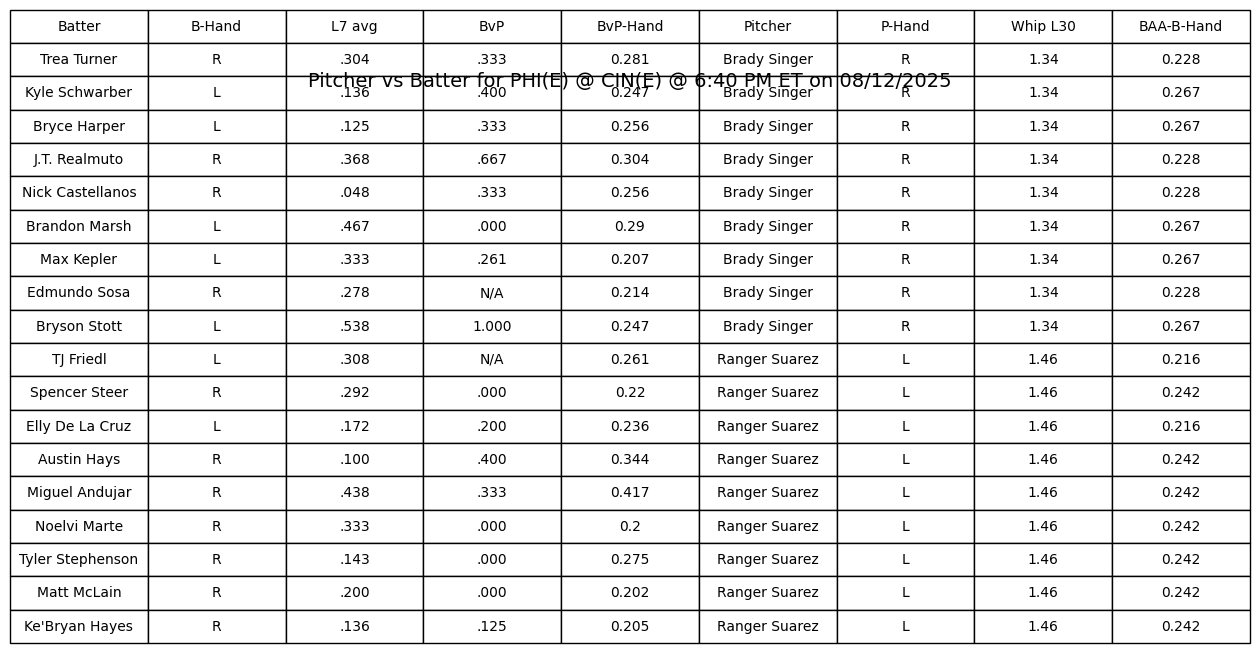 Batter B-Hand L7 avg BvP BvP-Hand Pitcher P-Hand Whip L30 BAA-B-Hand
Trea Turner R .304 .333 0.281 Brady Singer R 1.34 0.228
Pitcher vs Batter for PHI(E) @ CIN(E) @ 6:40 PM ET on 08/12/2025
Kyle Schwarber L .136 .400 0.247 Brady Singer R 1.34 0.267
Bryce Harper L .125 .333 0.256 Brady Singer R 1.34 0.267
J.T. Realmuto R .368 .667 0.304 Brady Singer R 1.34 0.228
Nick Castellanos R .048 .333 0.256 Brady Singer R 1.34 0.228
Brandon Marsh L .467 .000 0.29 Brady Singer R 1.34 0.267
Max Kepler L .333 .261 0.207 Brady Singer R 1.34 0.267
Edmundo Sosa R .278 N/A 0.214 Brady Singer R 1.34 0.228
Bryson Stott L .538 1.000 0.247 Brady Singer R 1.34 0.267
TJ Friedl L .308 N/A 0.261 Ranger Suarez L 1.46 0.216
Spencer Steer R .292 .000 0.22 Ranger Suarez L 1.46 0.242
Elly De La Cruz L .172 .200 0.236 Ranger Suarez L 1.46 0.216
Austin Hays R .100 .400 0.344 Ranger Suarez L 1.46 0.242
Miguel Andujar R .438 .333 0.417 Ranger Suarez L 1.46 0.242
Noelvi Marte R .333 .000 0.2 Ranger Suarez L 1.46 0.242
Tyler Stephenson R .143 .000 0.275 Ranger Suarez L 1.46 0.242
Matt McLain R .200 .000 0.202 Ranger Suarez L 1.46 0.242
Ke'Bryan Hayes R .136 .125 0.205 Ranger Suarez L 1.46 0.242